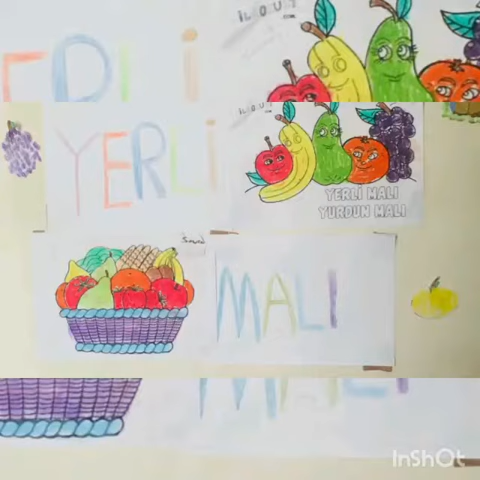 YERLİ
YERLİ MALI
YURDUN MALI
MALI
InShOt